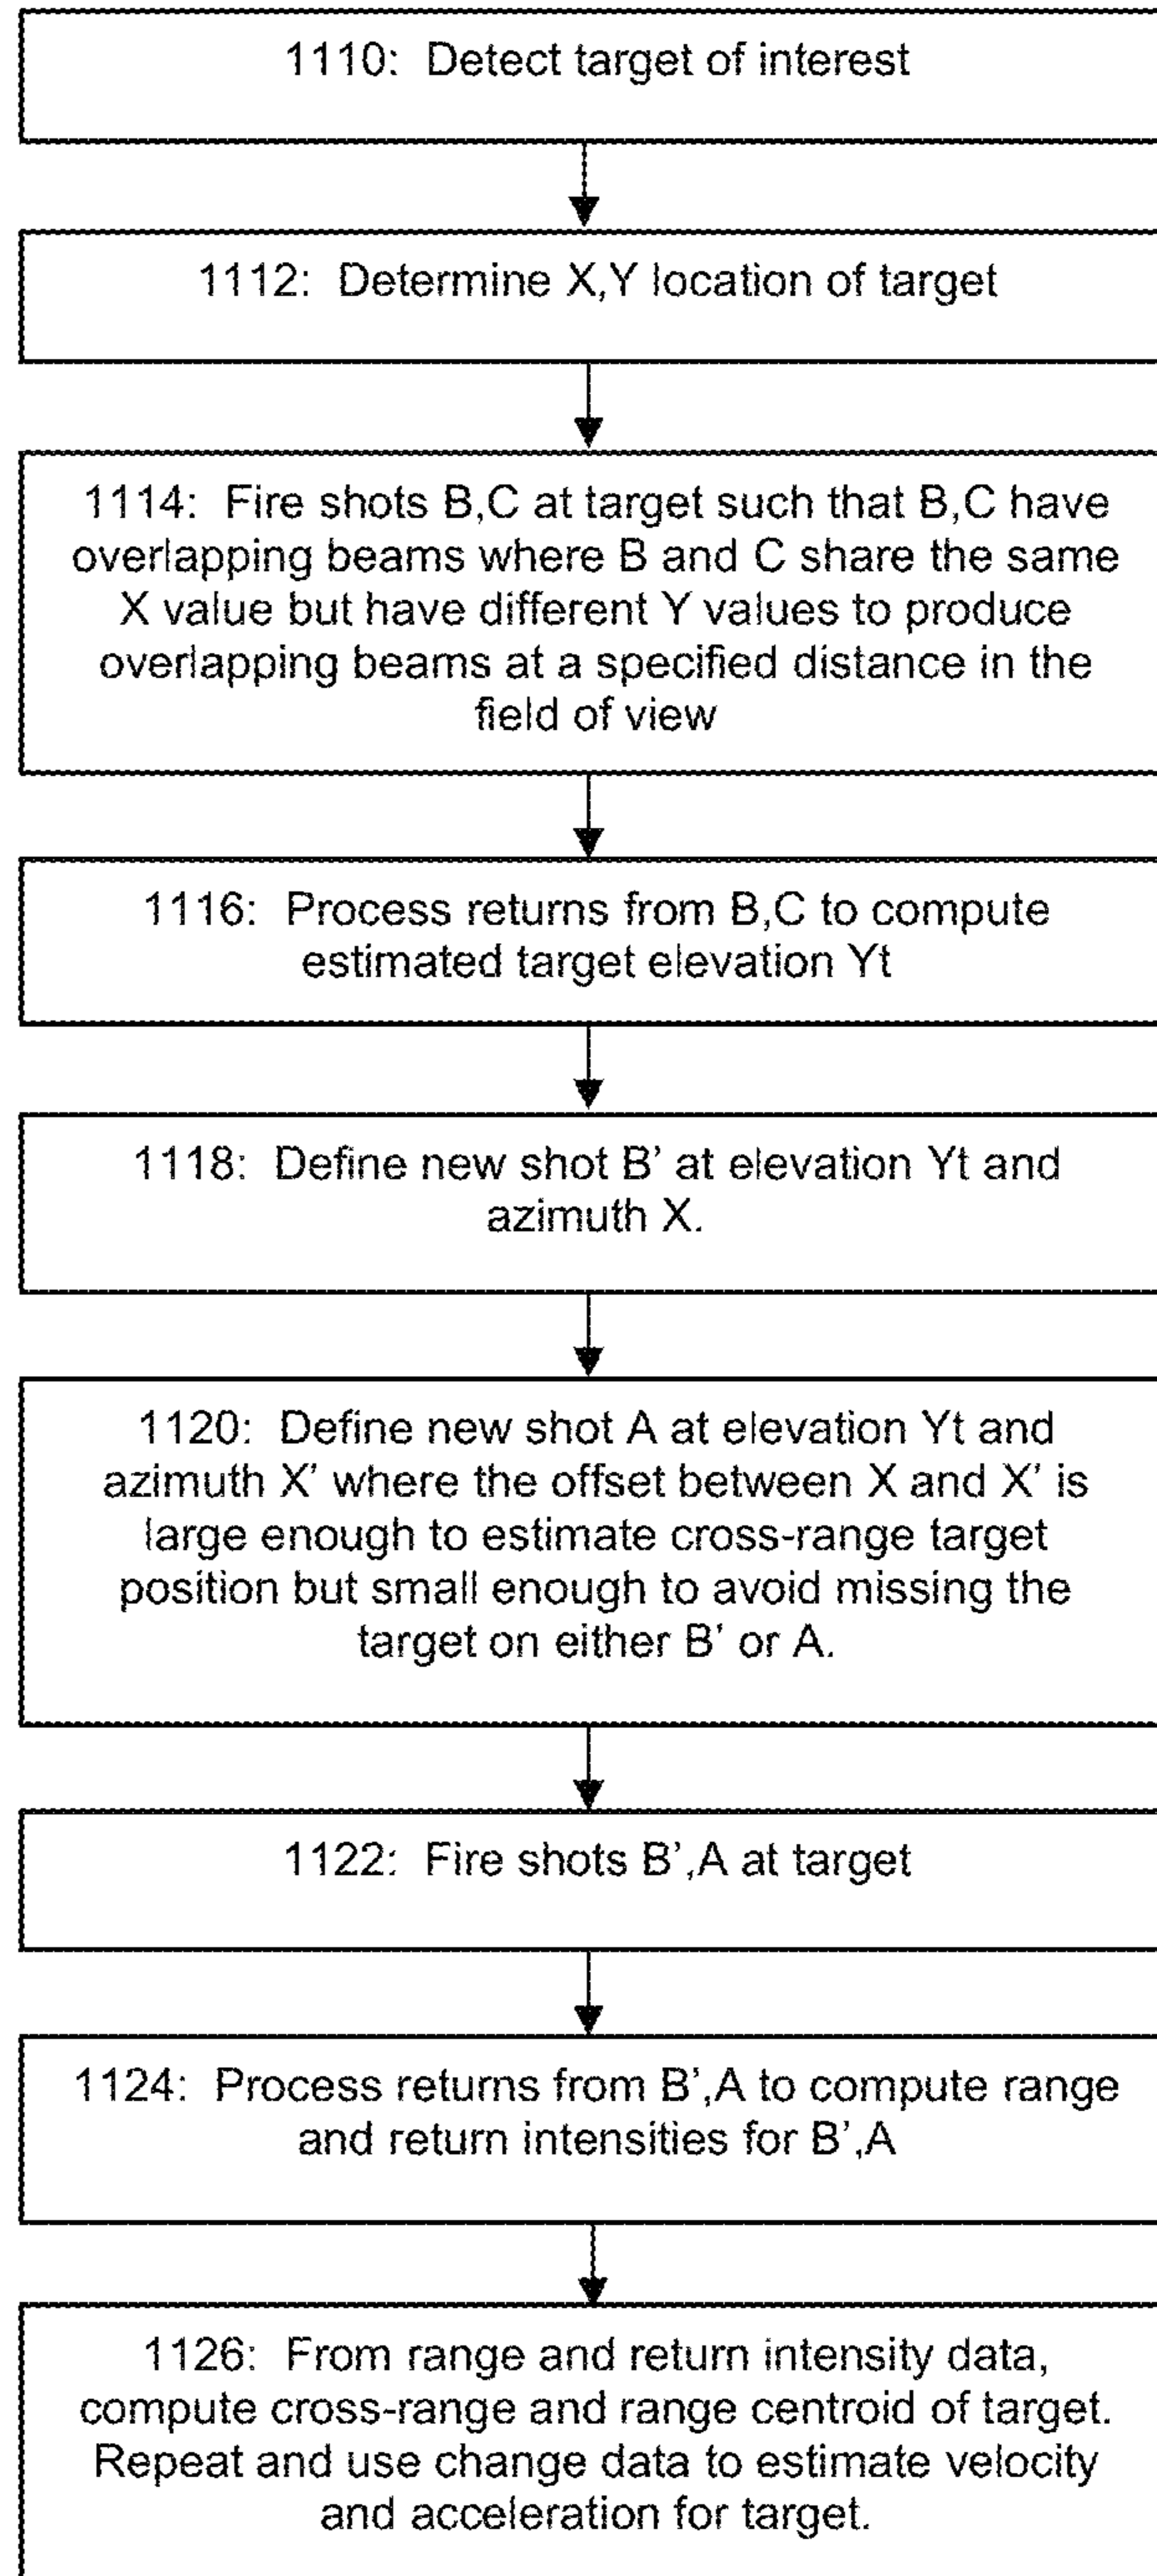 1110: Detect target of interest
1112: Determine X,Y location of target
1114: Fire shots B,C at target such that B,C have
overlapping beams where B and C share the same
X value but have different Y values to produce
overlapping beams at a specified distance in the
field of view
1116: Process returns from B,C to compute
estimated target elevation Yt
1118: Define new shot B’ at elevation Yt and
azimuth X.
1120: Define new shot A at elevation Yt and
azimuth X’ where the offset between X and X’ is
large enough to estimate cross-range target
position but small enough to avoid missing the
target on either B’ or A.
1122: Fire shots B’,A at target
1124: Process returns from B’,A to compute range
and return intensities for B’,A
1126: From range and return intensity data,
compute cross-range and range centroid of target.
Repeat and use change data to estimate velocity
and acceleration for target.